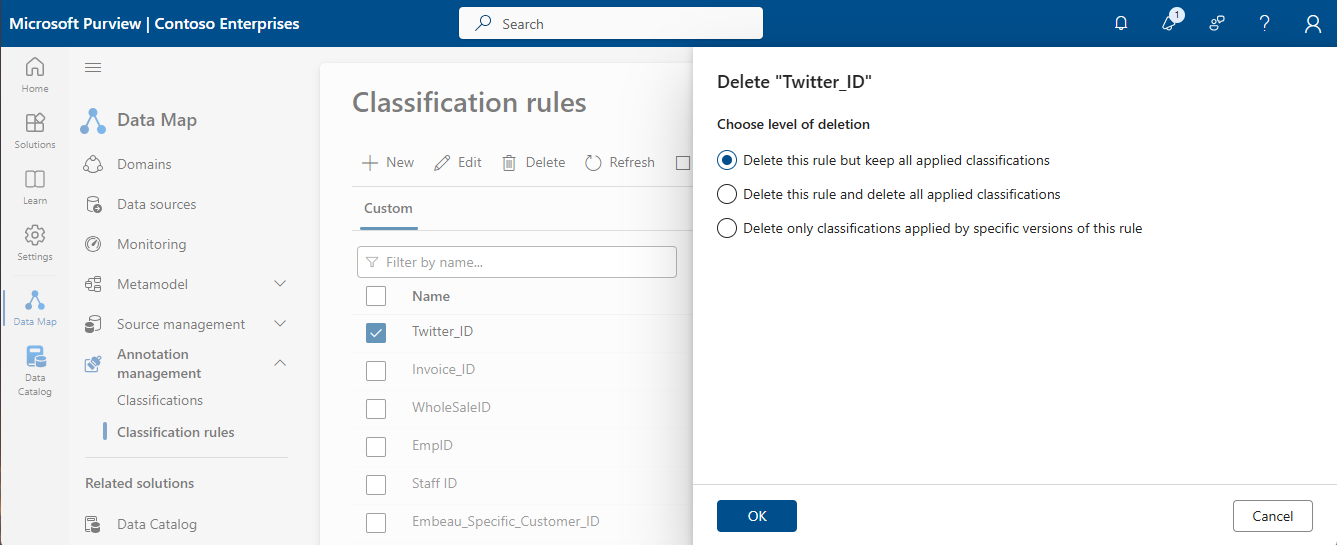 Microsoft Purview | Contoso Enterprises
Search
1
Home
Solutions
Learn
Settings
Data Map
Data
Catalog
Data Map
Domains
Data sources
Monitoring
Metamodel
Source management
Annotation
management
Classifications
Classification rules
Related solutions
Data Catalog
Classification rules
New
Edit
Delete
Refresh
Custom
Filter by name...
Name
Twitter_ID
Invoice_ID
WholeSaleID
EmpID
Staff ID
Embeau_Specific_Customer_ID
Delete "Twitter_ID"
Choose level of deletion
Delete this rule but keep all applied classifications
Delete this rule and delete all applied classifications
Delete only classifications applied by specific versions of this rule
OK
Cancel